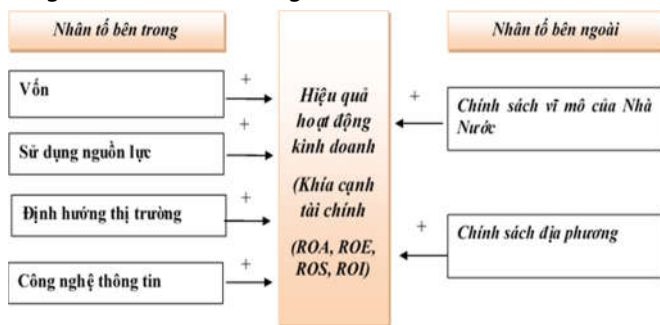 Nhân tố bên trong
Vốn
+
Sử dụng nguồn lực
+
Định hướng thị trường
+
Công nghệ thông tin
+
Hiệu quả
hoạt động
kinh doanh
(Khía cạnh
tài chính
(ROA, ROE,
ROS, ROI)
Nhân tố bên ngoài
+
Chính sách vĩ mô của Nhà
Nước
+
Chính sách địa phương